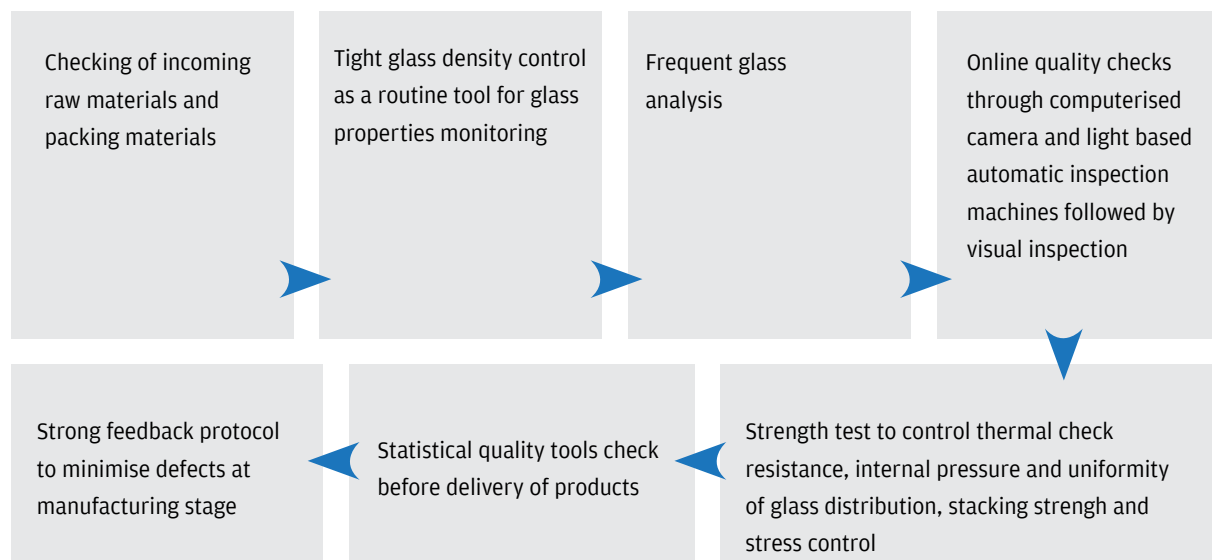 Checking of incoming
raw materials and
packing materials
Tight glass density control
as a routine tool for glass
properties monitoring
Frequent glass
analysis
Online quality checks
through computerised
camera and light based
automatic inspection
machines followed by
visual inspection
Strength test to control thermal check
resistance, internal pressure and uniformity
of glass distribution, stacking strengh and
stress control
Statistical quality tools check
before delivery of products
Strong feedback protocol
to minimise defects at
manufacturing stage